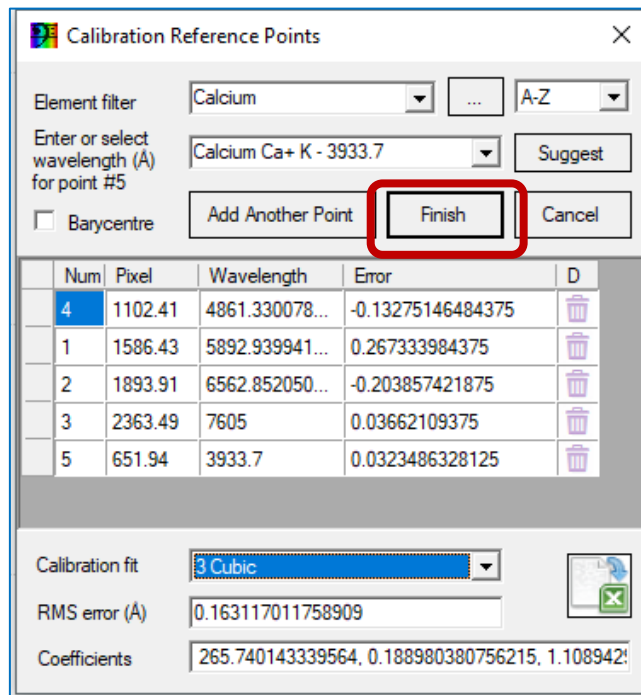 Calibration Reference Points
Element filter Calcium ... A-Z
Enter or select
wavelength (Å)
for point #5
Calcium Ca+ K - 3933.7 Suggest
Barycentre Add Another Point Finish Cancel
Num Pixel Wavelength Error D
4 1102.41 4861.330078... -0.13275146484375
1 1586.43 5892.939941... 0.267333984375
2 1893.91 6562.852050... -0.203857421875
3 2363.49 7605 0.03662109375
5 651.94 3933.7 0.0323486328125
Calibration fit 3 Cubic
RMS error (Å) 0.163117011758909
Coefficients 265.740143339564, 0.188980380756215, 1.108942